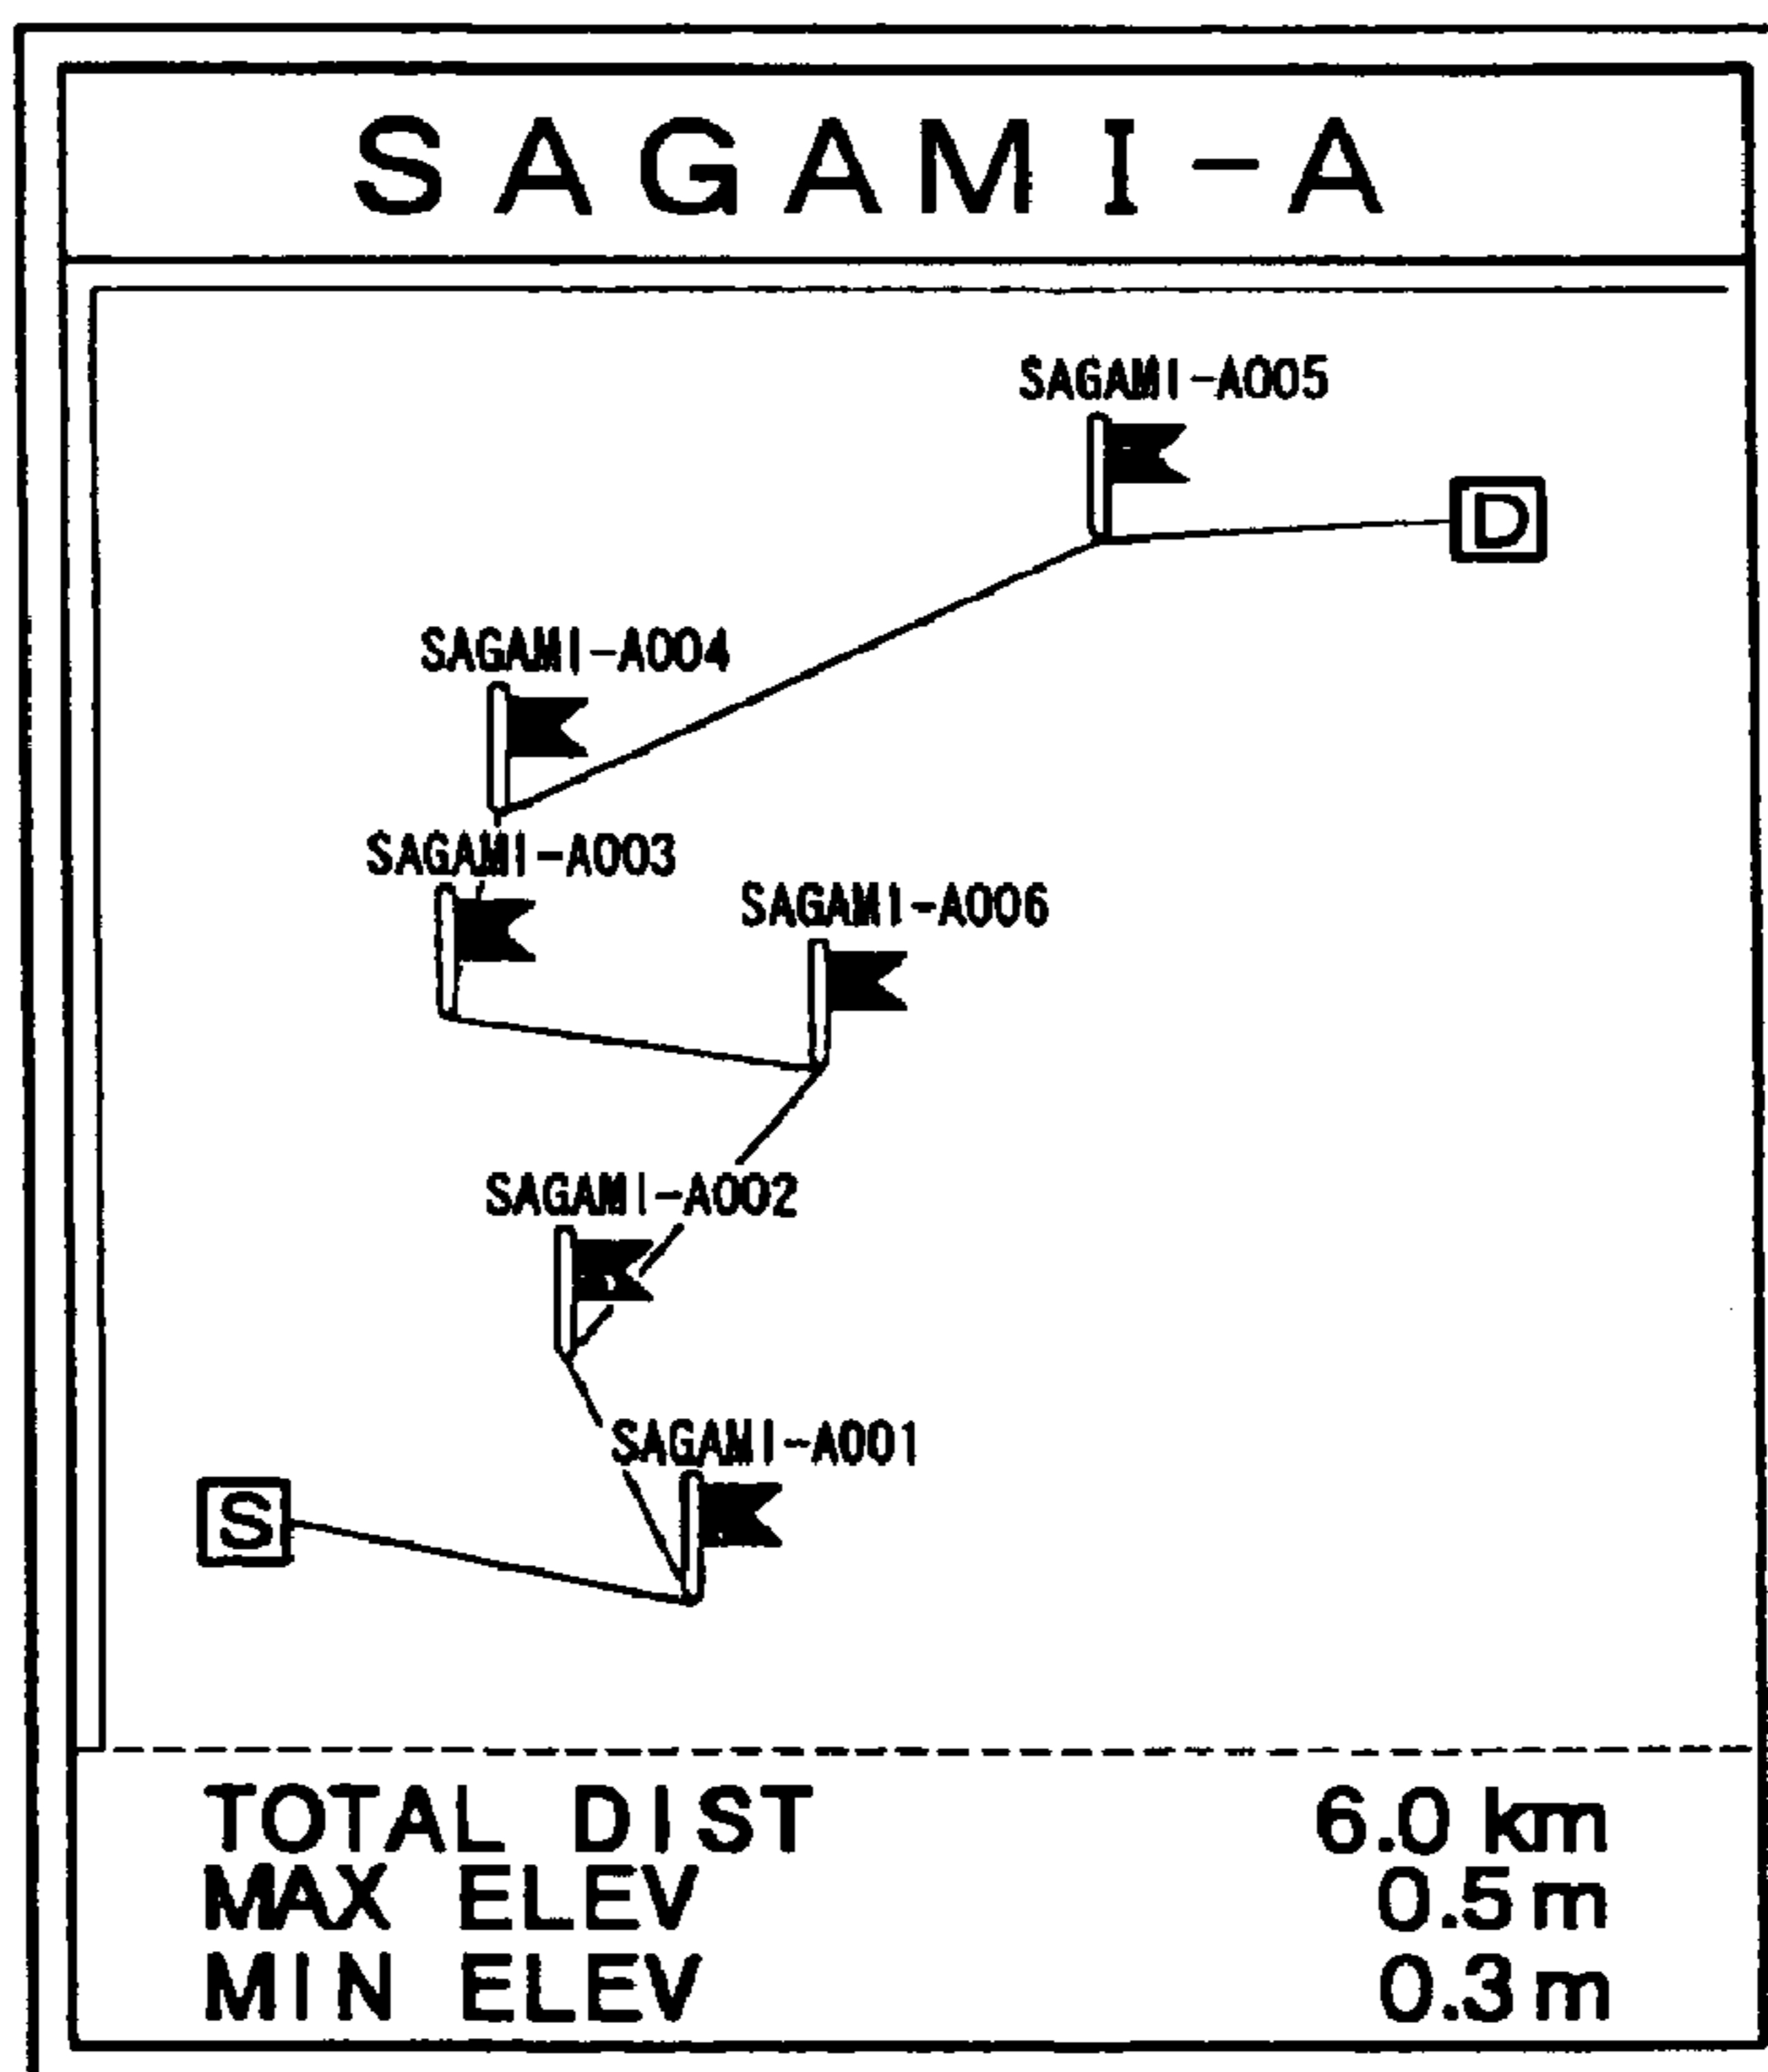 SAGAMI-A
SAGAMI-A005
D
SAGAMI-A004
SAGAMI-A003
SAGAMI-A006
SAGAMI-A002
SAGAMI-A001
S
TOTAL DIST 6.0 km
MAX ELEV 0.5 m
MIN ELEV 0.3 m